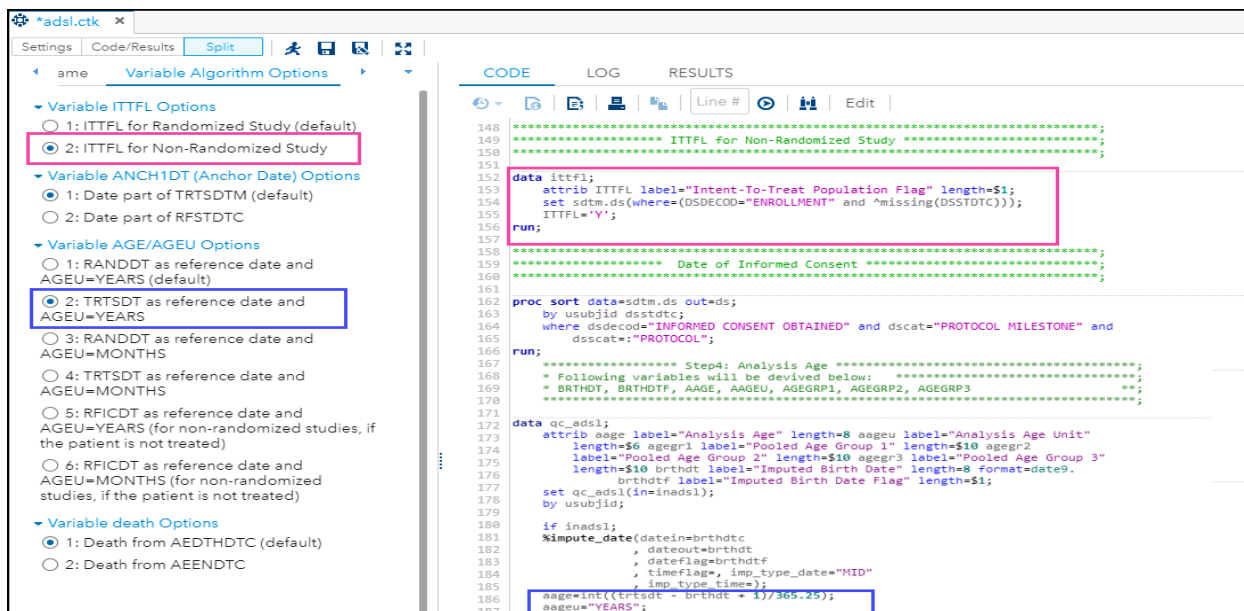 *adsl.ctk ×
Settings Code/Results Split
ame Variable Algorithm Options
Variable ITTFL Options
1: ITTFL for Randomized Study (default)
2: ITTFL for Non-Randomized Study
Variable ANCH1DT (Anchor Date) Options
1: Date part of TRTSDTM (default)
2: Date part of RFSTDTC
Variable AGE/AGEU Options
1: RANDDT as reference date and
AGEU=YEARS (default)
2: TRTSDT as reference date and
AGEU=YEARS
3: RANDDT as reference date and
AGEU=MONTHS
4: TRTSDT as reference date and
AGEU=MONTHS
5: RFICDT as reference date and
AGEU=YEARS (for non-randomized studies, if
the patient is not treated)
6: RFICDT as reference date and
AGEU=MONTHS (for non-randomized
studies, if the patient is not treated)
Variable death Options
1: Death from AEDTHDTC (default)
2: Death from AEENDTC
CODE LOG RESULTS
Line # Edit
148 ******************************************************************************;
149 ******************** ITTFL for Non-Randomized Study **************************;
150 ******************************************************************************;
151
152 data ittfl;
153 attrib ITTFL label="Intent-To-Treat Population Flag" length=$1;
154 set sdtm.ds(where=(DSDECOD="ENROLLMENT" and ^missing(DSSTDTC)));
155 ITTFL='Y';
156 run;
157
158 ******************************************************************************;
159 ******************** Date of Informed Consent *******************************;
160 ******************************************************************************;
161
162 proc sort data=sdtm.ds out=ds;
163 by usubjid dsstdtc;
164 where dsdecod="INFORMED CONSENT OBTAINED" and dscat="PROTOCOL MILESTONE" and
165 dsscat=:"PROTOCOL";
166 run;
167 ****************** Step4: Analysis Age ****************************************;
168 * Following variables will be devived below: ********************************;
169 * BRTHDT, BRTHDTF, AAGE, AAGEU, AGEGRP1, AGEGRP2, AGEGRP3 **;
170 *******************************************************************************;
171
172 data qc_adsl;
173 attrib aage label="Analysis Age" length=8 aageu label="Analysis Age Unit"
174 length=$6 agegr1 label="Pooled Age Group 1" length=$10 agegr2
175 label="Pooled Age Group 2" length=$10 agegr3 label="Pooled Age Group 3"
176 length=$10 brthdt label="Imputed Birth Date" length=8 format=date9.
177 brthdtf label="Imputed Birth Date Flag" length=$1;
178 set qc_adsl(in=inadsl);
179 by usubjid;
180
180 if inadsl;
181 %impute_date(datein=brthdtc
182 , dateout=brthdt
183 , dateflag=brthdtf
184 , timeflag=, imp_type_date="MID"
185 , imp_type_time=);
186 aage=int((trtsdt - brthdt + 1)/365.25);
187 aageu="YEARS";